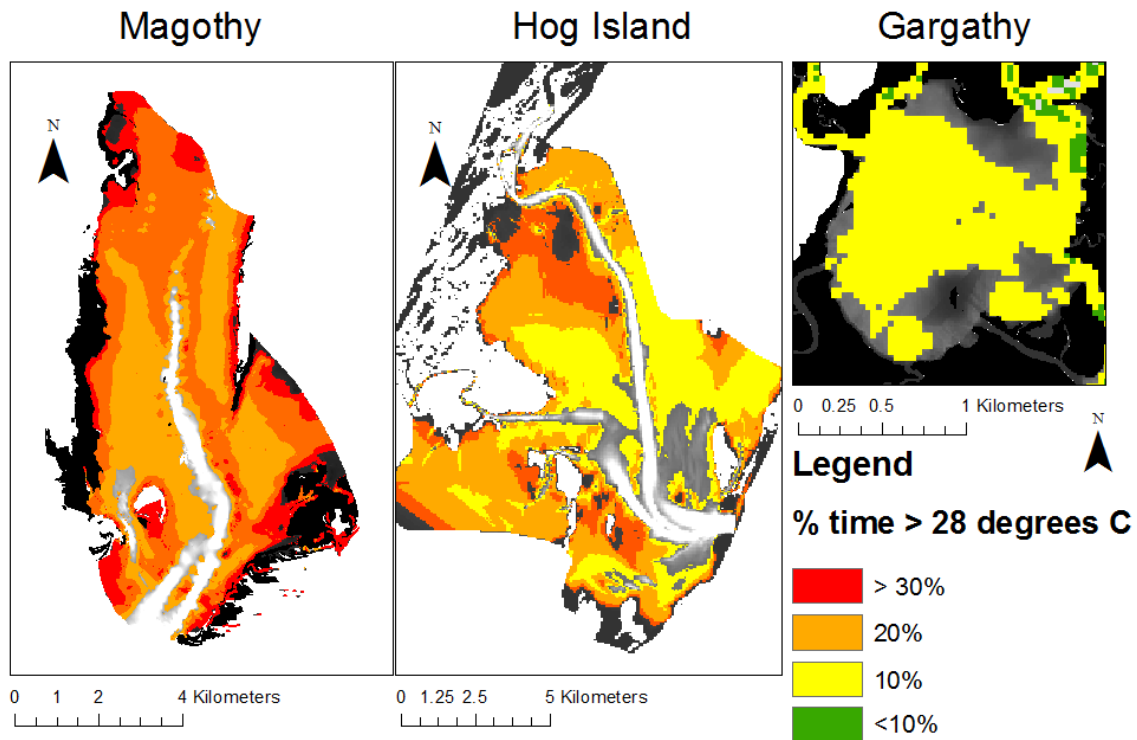 Magothy
Hog Island
Gargathy
N
N
0 0.25 0.5 1 Kilometers
N
Legend
% time > 28 degrees C
> 30%
20%
10%
<10%
0 1 2 4 Kilometers
0 1.25 2.5 5 Kilometers